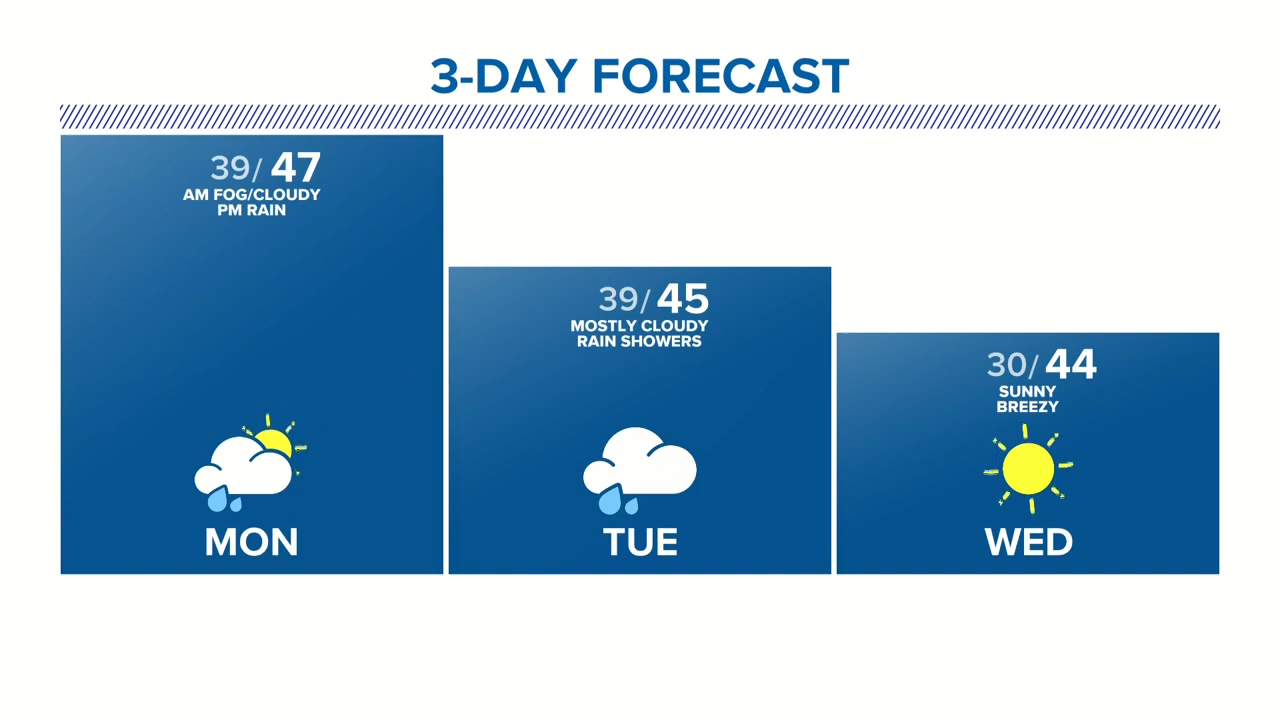 3-DAY FORECAST
39/ 47
AM FOG/CLOUDY
PM RAIN
MON
39/ 45
MOSTLY CLOUDY
RAIN SHOWERS
TUE
30/ 44
SUNNY
BREEZY
WED